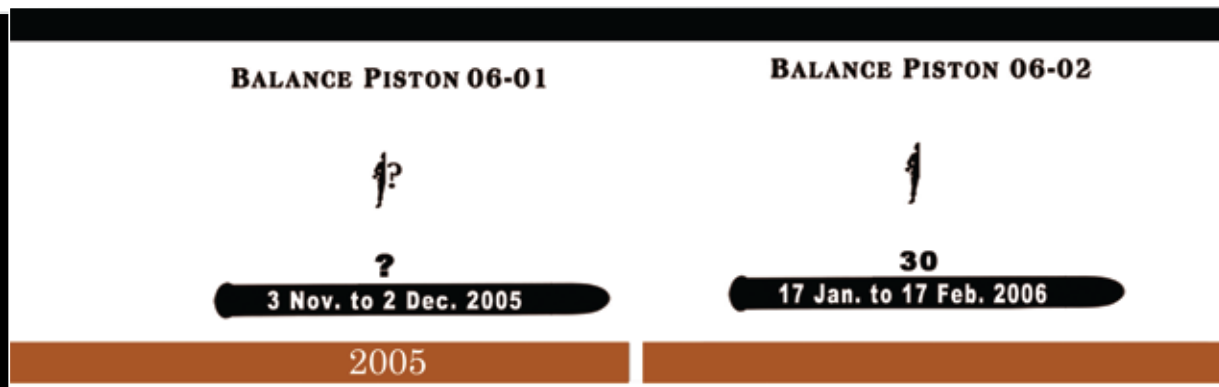 BALANCE PISTON 06-01
?
?
3 Nov. to 2 Dec. 2005
2005
BALANCE PISTON 06-02
30
17 Jan. to 17 Feb. 2006